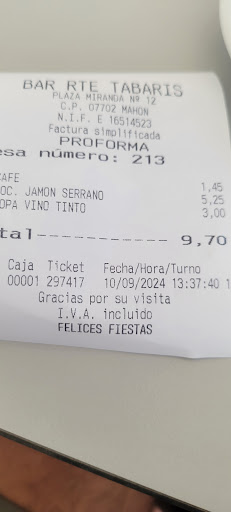 BAR RTE TABARIS
PLAZA MIRANDA Nº 12
C.P. 07702 MAHON
N.I.F. E 16514523
Factura simplificada
PROFORMA
esa número: 213
CAFE 1,45
OC. JAMON SERRANO 5,25
OPA VINO TINTO 3,00
tal----------- 9,70
Caja Ticket Fecha/Hora/Turno
00001 297417 10/09/2024 13:37:40 1
Gracias por su visita
I.V.A. incluido
FELICES FIESTAS